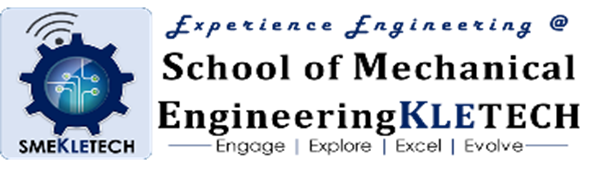 Experience Engineering @
School of Mechanical
EngineeringKLETECH
Engage | Explore | Excel | Evolve
SMEKLETECH